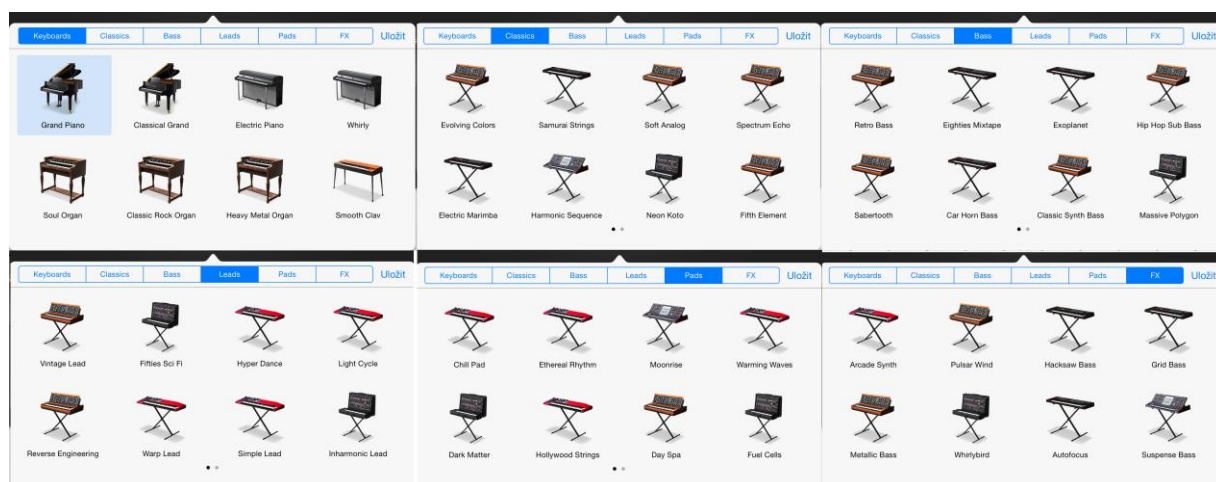 Keyboards Classics Bass Leads Pads FX Uložit
Grand Piano Classical Grand Electric Piano Whirly
Soul Organ Classic Rock Organ Heavy Metal Organ Smooth Clav
Keyboards Classics Bass Leads Pads FX Uložit
Evolving Colors Samurai Strings Soft Analog Spectrum Echo
Electric Marimba Harmonic Sequence Neon Koto Fifth Element
Keyboards Classics Bass Leads Pads FX Uložit
Retro Bass Eighties Mixtape Exoplanet Hip Hop Sub Bass
Sabertooth Car Horn Bass Classic Synth Bass Massive Polygon
Keyboards Classics Bass Leads Pads FX Uložit
Vintage Lead Fifties Sci Fi Hyper Dance Light Cycle
Reverse Engineering Warp Lead Simple Lead Inharmonic Lead
Keyboards Classics Bass Leads Pads FX Uložit
Chill Pad Ethereal Rhythm Moonrise Warming Waves
Dark Matter Hollywood Strings Day Spa Fuel Cells
Keyboards Classics Bass Leads Pads FX Uložit
Arcade Synth Pulsar Wind Hacksaw Bass Grid Bass
Metallic Bass Whirlybird Autofocus Suspense Bass